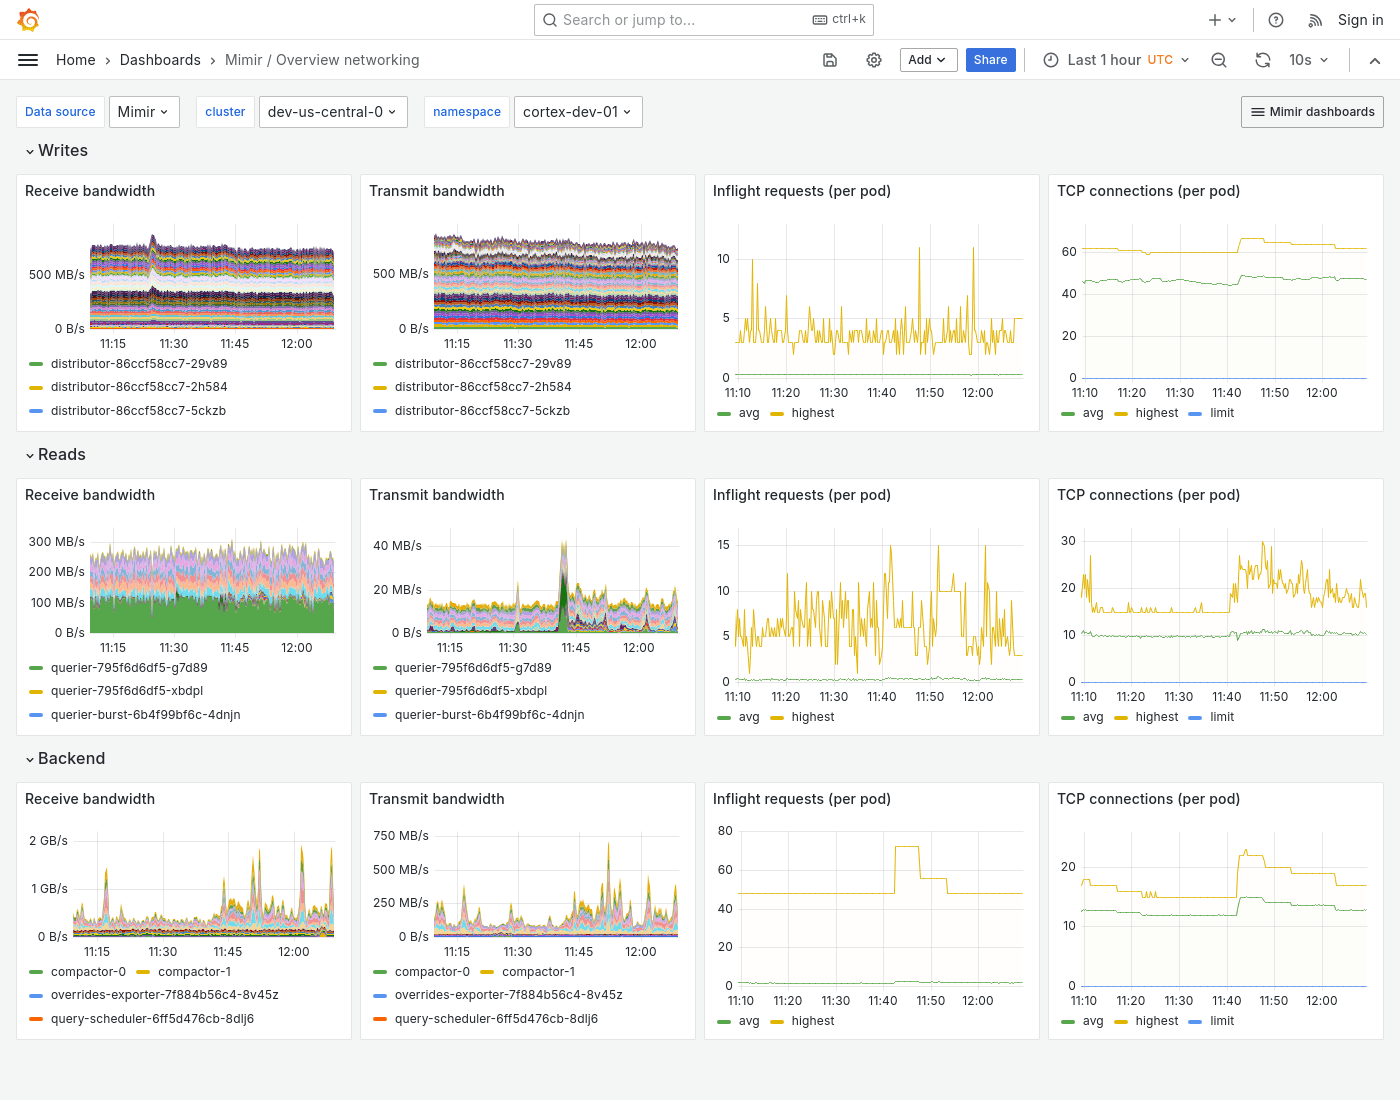 Search or jump to...
ctrl+k
Sign in
Home > Dashboards > Mimir / Overview networking
Add
Share
Last 1 hour UTC
10s
Data source Mimir
cluster dev-us-central-0
namespace cortex-dev-01
Mimir dashboards
Writes
Receive bandwidth
500 MB/s
0 B/s
11:15 11:30 11:45 12:00
distributor-86ccf58cc7-29v89
distributor-86ccf58cc7-2h584
distributor-86ccf58cc7-5ckzb
Transmit bandwidth
500 MB/s
0 B/s
11:15 11:30 11:45 12:00
distributor-86ccf58cc7-29v89
distributor-86ccf58cc7-2h584
distributor-86ccf58cc7-5ckzb
Inflight requests (per pod)
10
5
0
11:10 11:20 11:30 11:40 11:50 12:00
avg highest
TCP connections (per pod)
60
40
20
0
11:10 11:20 11:30 11:40 11:50 12:00
avg highest limit
Reads
Receive bandwidth
300 MB/s
200 MB/s
100 MB/s
0 B/s
11:15 11:30 11:45 12:00
querier-795f6d6df5-g7d89
querier-795f6d6df5-xbdpl
querier-burst-6b4f99bf6c-4dnjn
Transmit bandwidth
40 MB/s
20 MB/s
0 B/s
11:15 11:30 11:45 12:00
querier-795f6d6df5-g7d89
querier-795f6d6df5-xbdpl
querier-burst-6b4f99bf6c-4dnjn
Inflight requests (per pod)
15
10
5
0
11:10 11:20 11:30 11:40 11:50 12:00
avg highest
TCP connections (per pod)
30
20
10
0
11:10 11:20 11:30 11:40 11:50 12:00
avg highest limit
Backend
Receive bandwidth
2 GB/s
1 GB/s
0 B/s
11:15 11:30 11:45 12:00
compactor-0 compactor-1
overrides-exporter-7f884b56c4-8v45z
query-scheduler-6ff5d476cb-8dlj6
Transmit bandwidth
750 MB/s
500 MB/s
250 MB/s
0 B/s
11:15 11:30 11:45 12:00
compactor-0 compactor-1
overrides-exporter-7f884b56c4-8v45z
query-scheduler-6ff5d476cb-8dlj6
Inflight requests (per pod)
80
60
40
20
0
11:10 11:20 11:30 11:40 11:50 12:00
avg highest
TCP connections (per pod)
20
10
0
11:10 11:20 11:30 11:40 11:50 12:00
avg highest limit